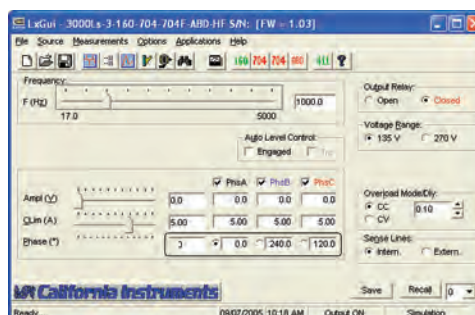 LxGui - 3000Ls-3-160-704-704F-ABD-HF S/N: [FW = 1.03]
File Source Measurements Options Applications Help
160 704 704 ALL ?
Frequency:
F (Hz) 1000.0
17.0 5000
Output Relay:
Open Closed
Voltage Range:
135 V 270 V
Auto Level Control:
Engaged
PhsA PhsB PhsC
Ampl (V) 0.0 0.0 0.0 0.0
CLim (A) 5.00 5.00 5.00 5.00
Phase (°) 0.0 240.0 120.0
Overload Mode/Dly:
CC 0.10
CV
Sense Lines:
Intern. Extern.
California Instruments
Save Recall 0
Ready 09/07/2005 10:18 AM Output ON Simulation